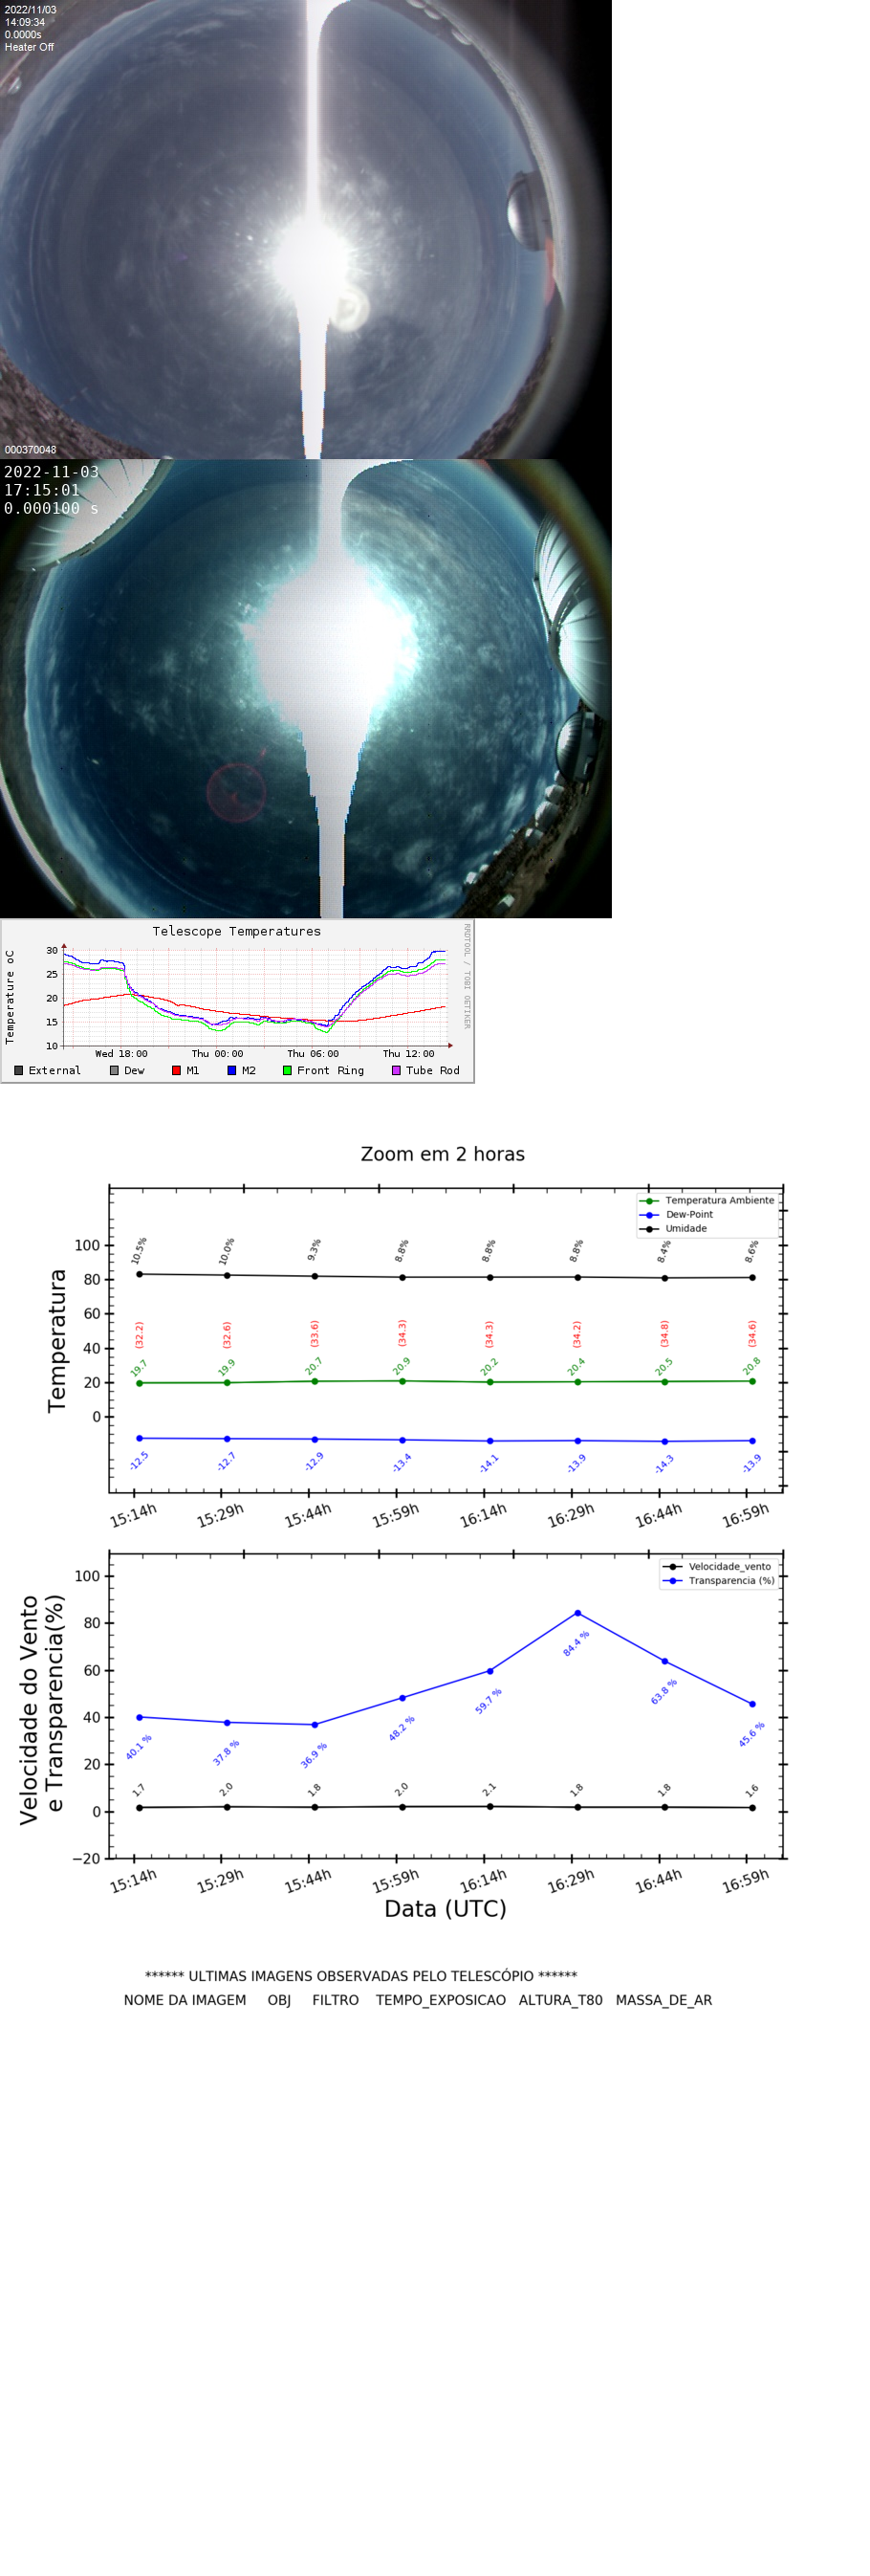 2022/11/03
14:09:34
0.0000s
Heater Off
000370048
2022-11-03
17:15:01
0.000100 s
Telescope Temperatures
RRDTOOL / TOBI OETIKER
Temperature oC
30
25
20
15
10
Wed 18:00 Thu 00:00 Thu 06:00 Thu 12:00
External Dew M1 M2 Front Ring Tube Rod
Zoom em 2 horas
Temperatura
100
80
60
40
20
0
Temperatura Ambiente
Dew-Point
Umidade
10.5% 10.0% 9.3% 8.8% 8.8% 8.8% 8.4% 8.6%
(32.2) (32.6) (33.6) (34.3) (34.3) (34.2) (34.8) (34.6)
19.7 19.9 20.7 20.9 20.2 20.4 20.5 20.8
-12.5 -12.7 -12.9 -13.4 -14.1 -13.9 -14.3 -13.9
15:14h 15:29h 15:44h 15:59h 16:14h 16:29h 16:44h 16:59h
Velocidade do Vento
e Transparencia(%)
100
80
60
40
20
0
−20
Velocidade_vento
Transparencia (%)
40.1 % 37.8 % 36.9 % 48.2 % 59.7 % 84.4 % 63.8 % 45.6 %
1.7 2.0 1.8 2.0 2.1 1.8 1.8 1.6
15:14h 15:29h 15:44h 15:59h 16:14h 16:29h 16:44h 16:59h
Data (UTC)
****** ULTIMAS IMAGENS OBSERVADAS PELO TELESCÓPIO ******
NOME DA IMAGEM OBJ FILTRO TEMPO_EXPOSICAO ALTURA_T80 MASSA_DE_AR